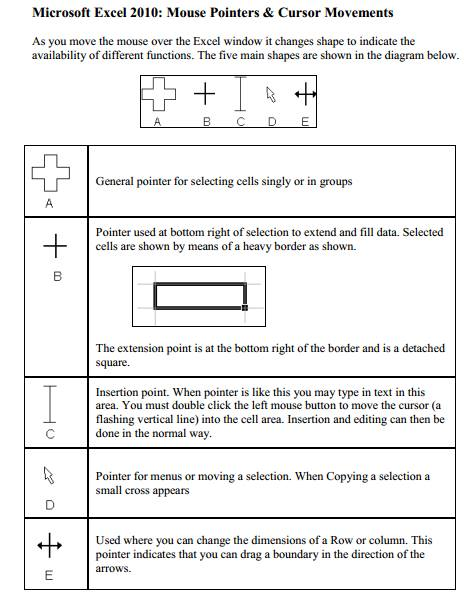 Microsoft Excel 2010: Mouse Pointers & Cursor Movements
As you move the mouse over the Excel window it changes shape to indicate the
availability of different functions. The five main shapes are shown in the diagram below.
A B C D E
General pointer for selecting cells singly or in groups
A
Pointer used at bottom right of selection to extend and fill data. Selected
cells are shown by means of a heavy border as shown.
B
The extension point is at the bottom right of the border and is a detached
square.
Insertion point. When pointer is like this you may type in text in this
area. You must double click the left mouse button to move the cursor (a
flashing vertical line) into the cell area. Insertion and editing can then be
done in the normal way.
C
Pointer for menus or moving a selection. When Copying a selection a
small cross appears
D
Used where you can change the dimensions of a Row or column. This
pointer indicates that you can drag a boundary in the direction of the
arrows.
E